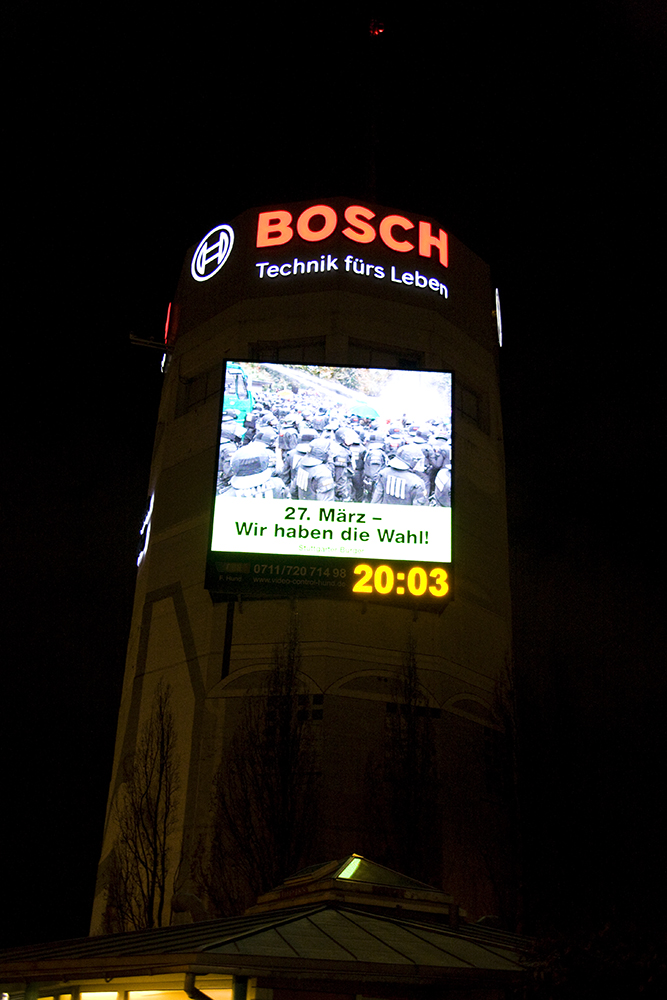 BOSCH
Technik fürs Leben
27. März –
Wir haben die Wahl!
0711/720 714 98
20:03